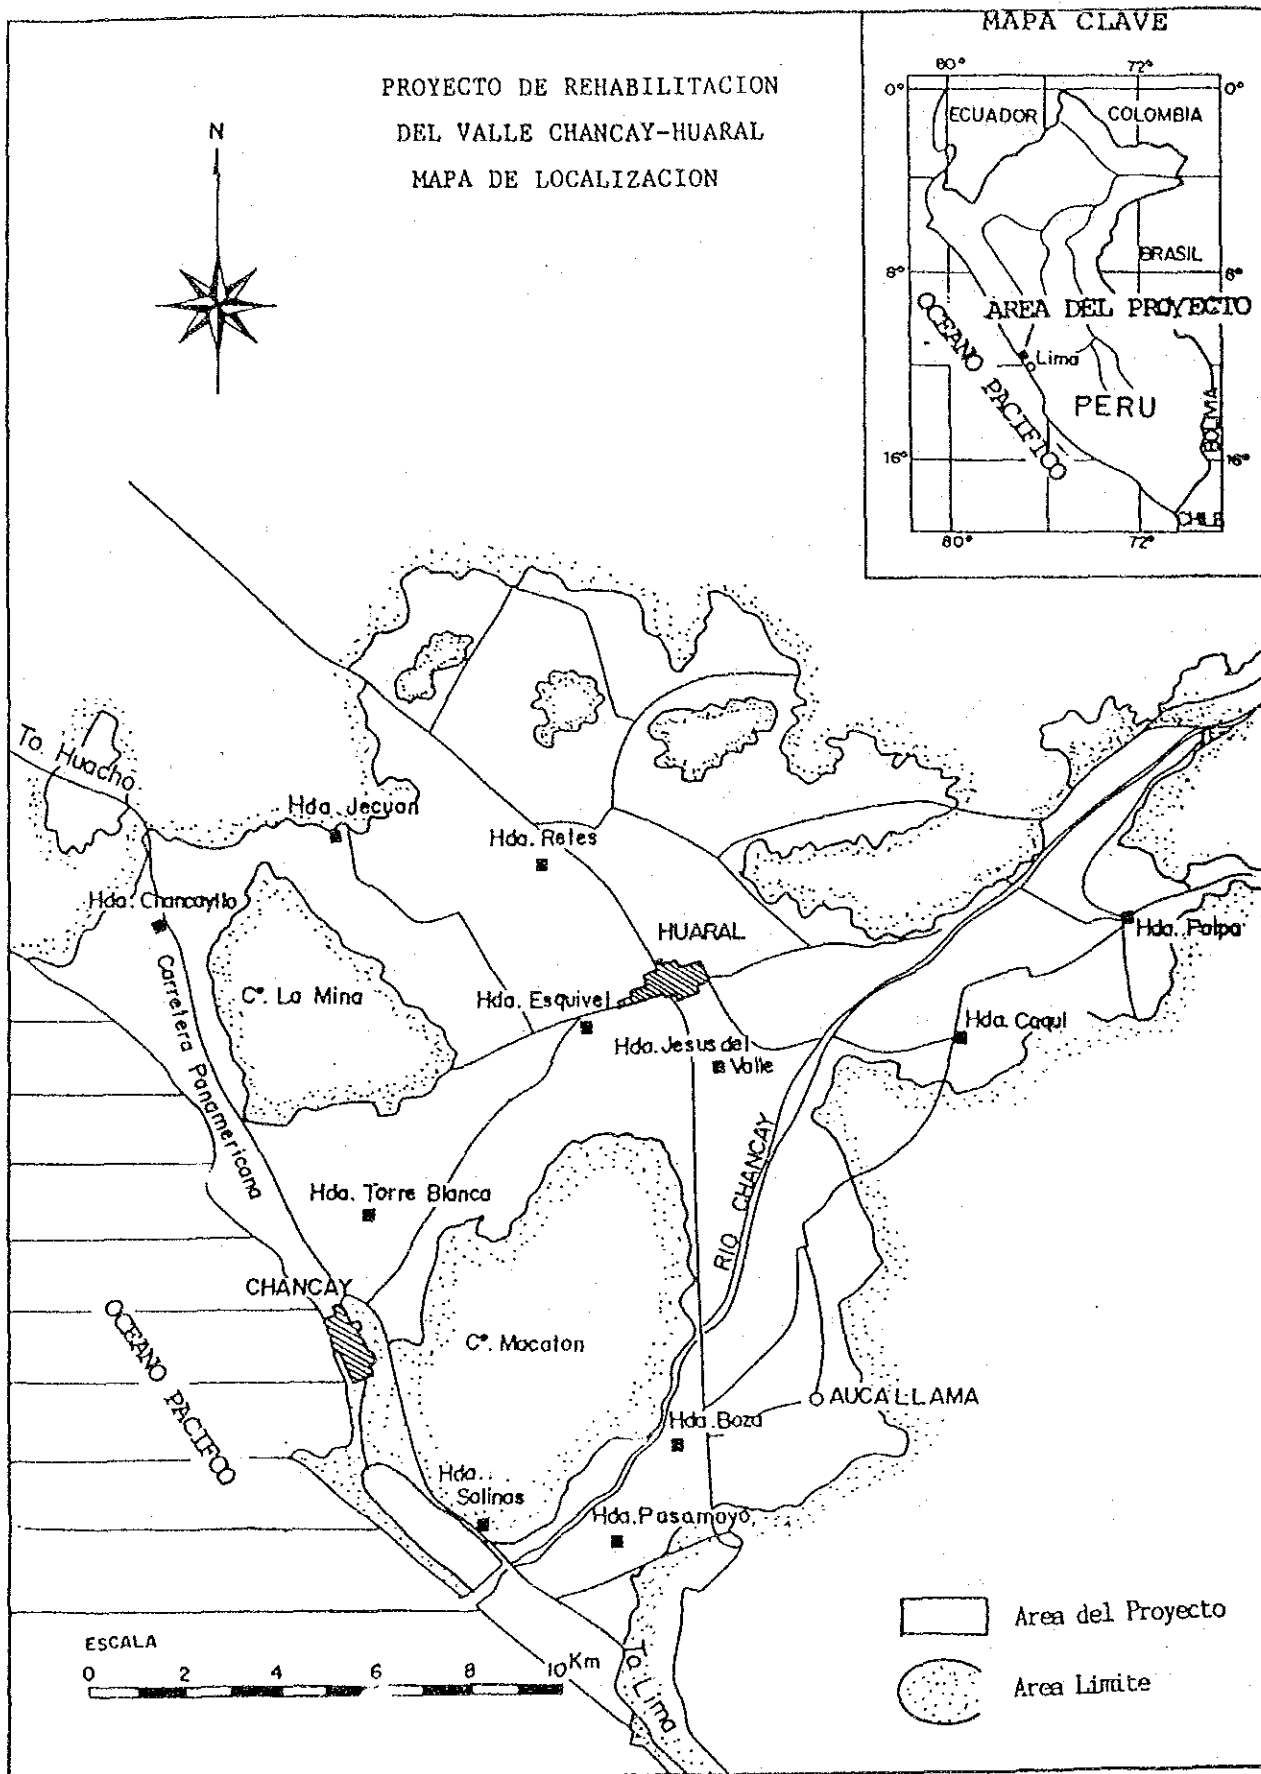 PROYECTO DE REHABILITACION
DEL VALLE CHANCAY-HUARAL
MAPA DE LOCALIZACION
N
MAPA CLAVE
80° 72°
0° 0°
ECUADOR COLOMBIA
BRASIL
8° 8°
AREA DEL PROYECTO
OCEANO PACIFICO
Lima
PERU
BOLIVIA
16° 16°
CHILE
80° 72°
To. Huacho
Hda. Jecuan
Hda. Retes
Hda. Chancayllo
HUARAL
Hda. Palpa
Cº. La Mina
Hda. Esquivel
Carretera Panamericana
Hda. Jesus del
Valle
Hda. Caqui
RIO CHANCAY
Hda. Torre Blanca
CHANCAY
OCEANO PACIFCO
Cº. Macaton
AUCALLAMA
Hda. Boza
Hda.
Salinas
Hda. Pasamayo
To Lima
ESCALA
0 2 4 6 8 10 Km
Area del Proyecto
Area Limite